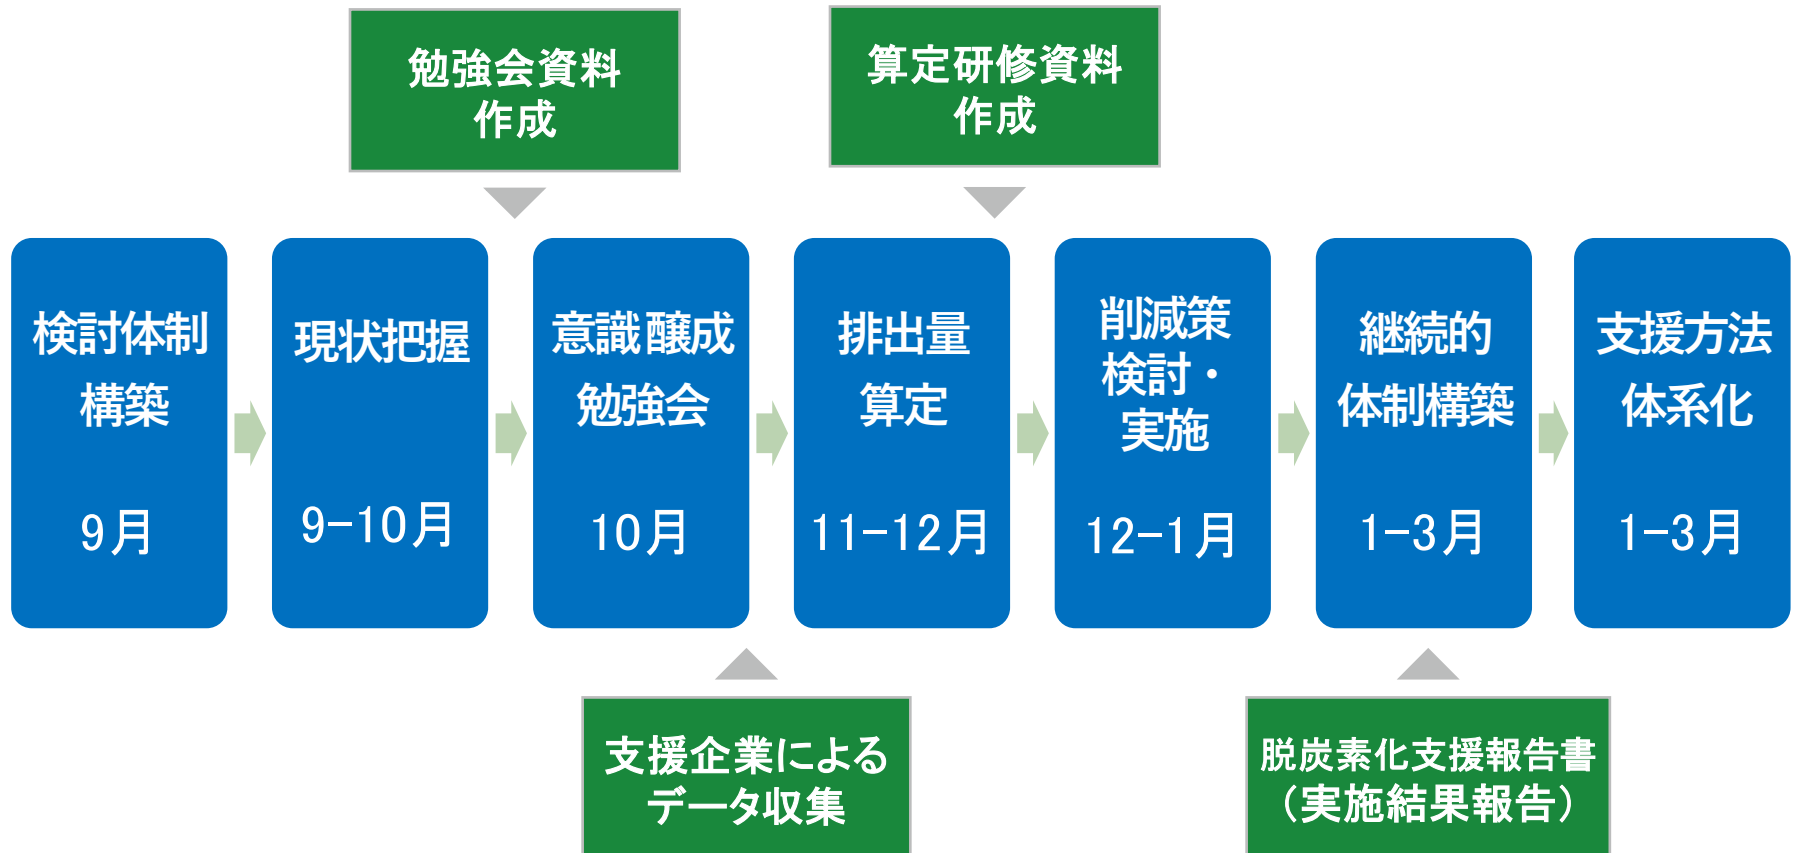 勉強会資料
作成
算定研修資料
作成
検討体制
構築
9月
現状把握
9-10月
意識醸成
勉強会
10月
排出量
算定
11-12月
削減策
検討・
実施
12-1月
継続的
体制構築
1-3月
支援方法
体系化
1-3月
支援企業による
データ収集
脱炭素化支援報告書
（実施結果報告）